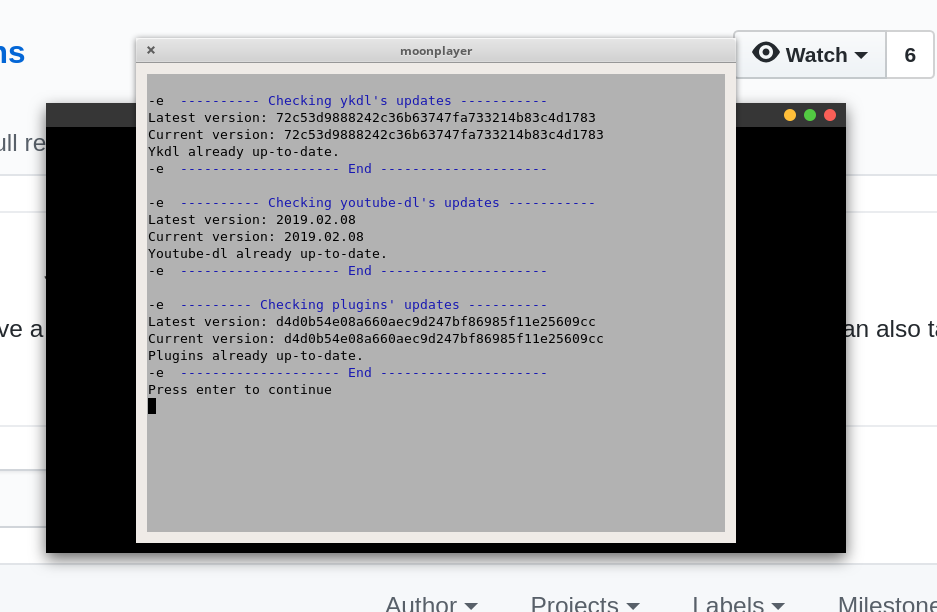 ns
moonplayer
Watch
6
ull re
-e  ---------- Checking ykdl's updates -----------
Latest version: 72c53d9888242c36b63747fa733214b83c4d1783
Current version: 72c53d9888242c36b63747fa733214b83c4d1783
Ykdl already up-to-date.
-e  -------------------- End ---------------------
-e  ---------- Checking youtube-dl's updates -----------
Latest version: 2019.02.08
Current version: 2019.02.08
Youtube-dl already up-to-date.
-e  -------------------- End ---------------------
-e  --------- Checking plugins' updates ----------
Latest version: d4d0b54e08a660aec9d247bf86985f11e25609cc
Current version: d4d0b54e08a660aec9d247bf86985f11e25609cc
Plugins already up-to-date.
-e  -------------------- End ---------------------
Press enter to continue
ve a
an also ta
Author
Projects
Labels
Milestone